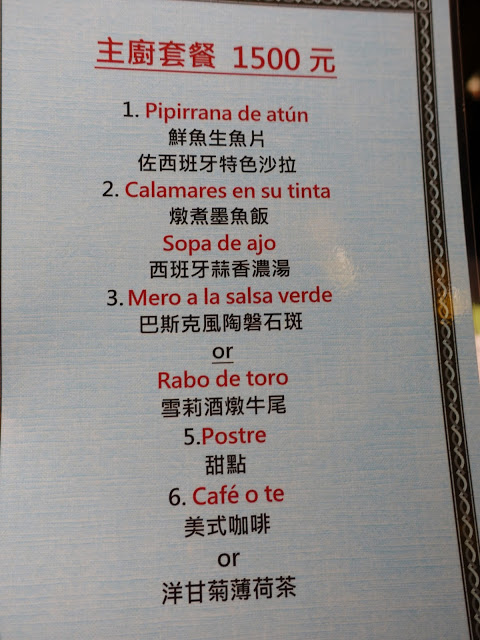 主廚套餐 1500 元
1. Pipirrana de atún
鮮魚生魚片
佐西班牙特色沙拉
2. Calamares en su tinta
燉煮墨魚飯
Sopa de ajo
西班牙蒜香濃湯
3. Mero a la salsa verde
巴斯克風陶磐石斑
or
Rabo de toro
雪莉酒燉牛尾
5.Postre
甜點
6. Café o te
美式咖啡
or
洋甘菊薄荷茶